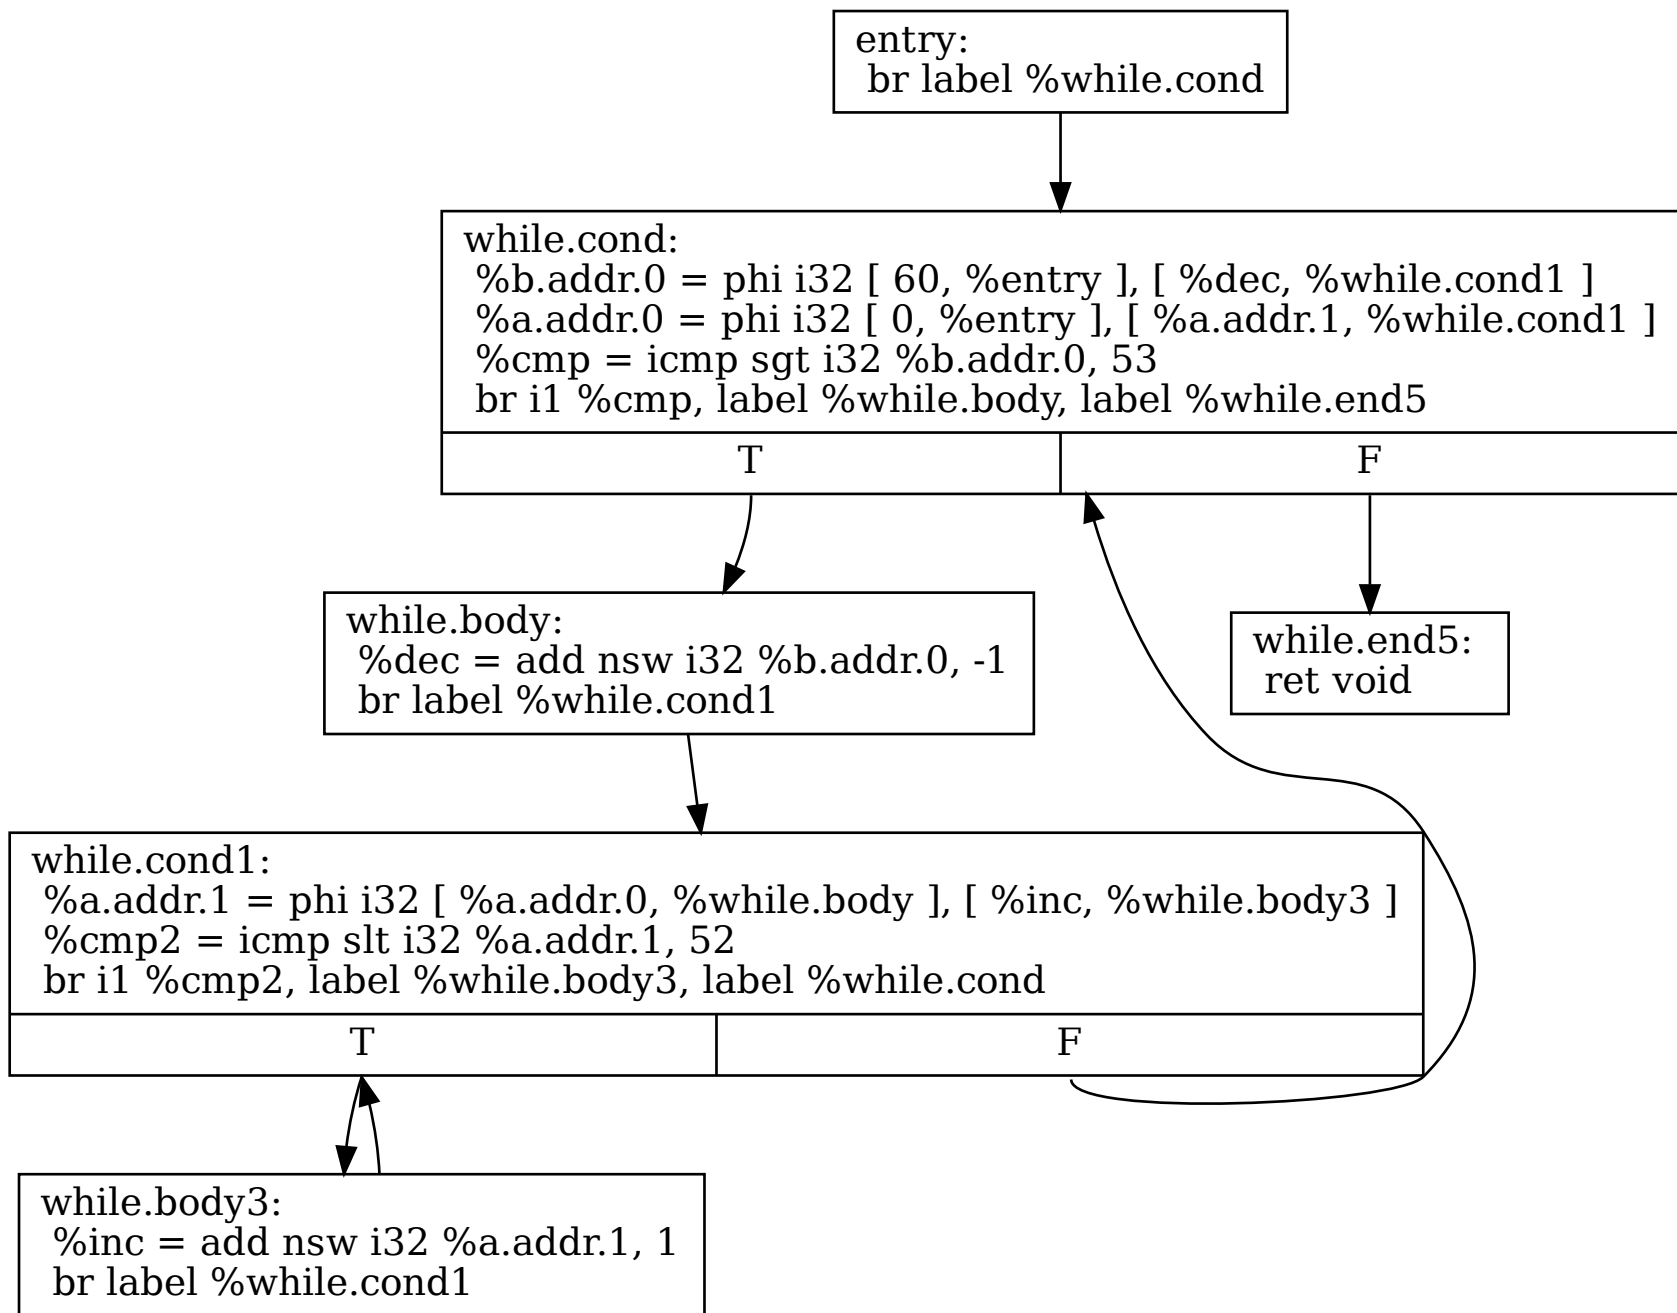 entry:
br label %while.cond
while.cond:
%b.addr.0 = phi i32 [ 60, %entry ], [ %dec, %while.cond1 ]
%a.addr.0 = phi i32 [ 0, %entry ], [ %a.addr.1, %while.cond1 ]
%cmp = icmp sgt i32 %b.addr.0, 53
br i1 %cmp, label %while.body, label %while.end5
T
F
while.body:
%dec = add nsw i32 %b.addr.0, -1
br label %while.cond1
while.end5:
ret void
while.cond1:
%a.addr.1 = phi i32 [ %a.addr.0, %while.body ], [ %inc, %while.body3 ]
%cmp2 = icmp slt i32 %a.addr.1, 52
br i1 %cmp2, label %while.body3, label %while.cond
T
F
while.body3:
%inc = add nsw i32 %a.addr.1, 1
br label %while.cond1